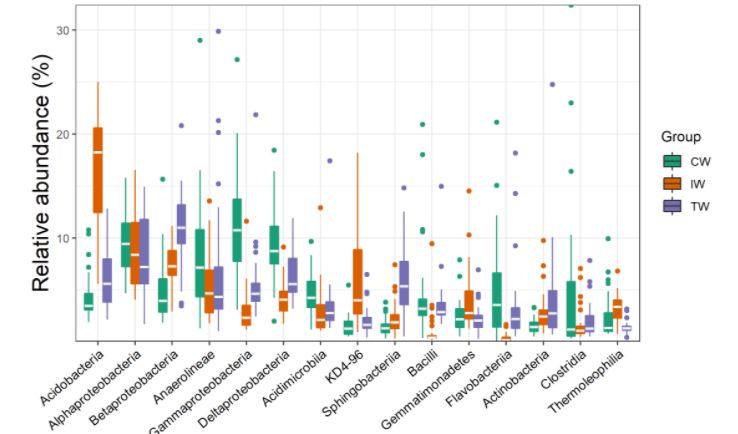 Relative abundance (%)
30
20
10
Acidobacteria
Alphaproteobacteria
Betaproteobacteria
Anaerolineae
Gammaproteobacteria
Deltaproteobacteria
Acidimicrobiia
KD4-96
Sphingobacteriia
Bacilli
Gemmatimonadetes
Flavobacteriia
Actinobacteria
Clostridia
Thermoleophilia
Group
CW
IW
TW